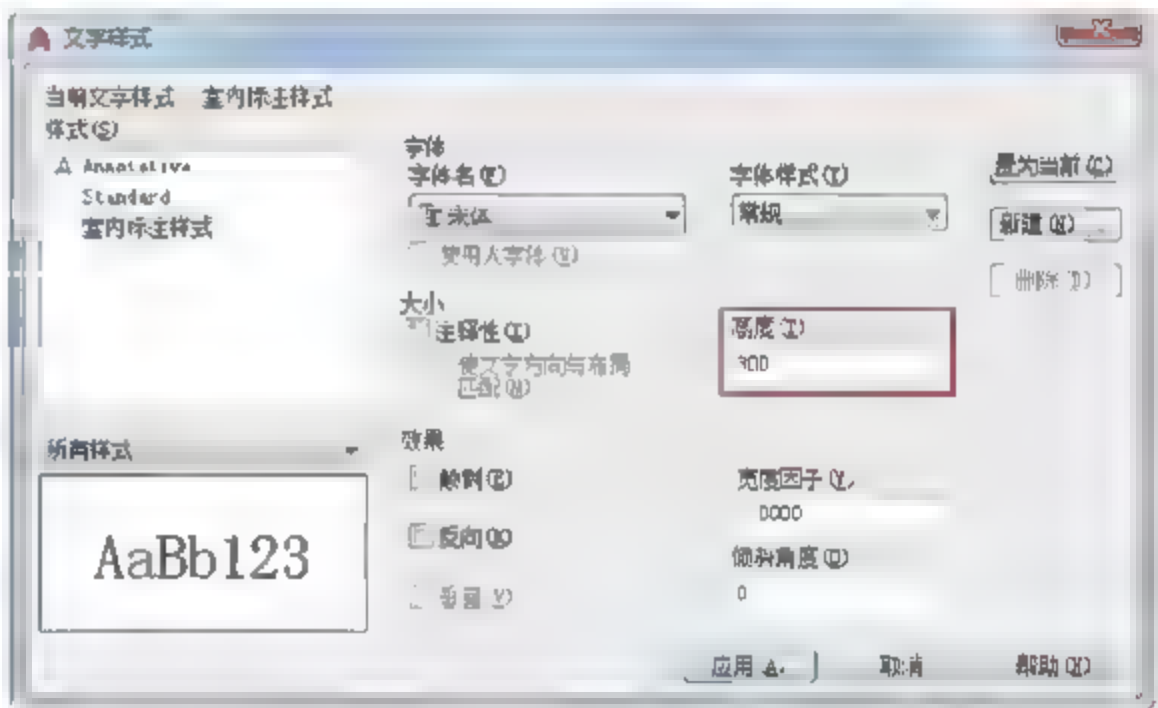 文字样式
当前文字样式 室内标注样式
样式(S)
Annotative
Standard
室内标注样式
所有样式
AaBb123
字体
字体名(F)
宋体
使用大字体(U)
字体样式(Y)
常规
大小
注释性(I)
使文字方向与布局
匹配(M)
高度(T)
300
效果
颠倒(E)
反向(K)
垂直(V)
宽度因子(W)
0000
倾斜角度(O)
0
置为当前(C)
新建(N)
删除(D)
应用(A)
取消
帮助(H)